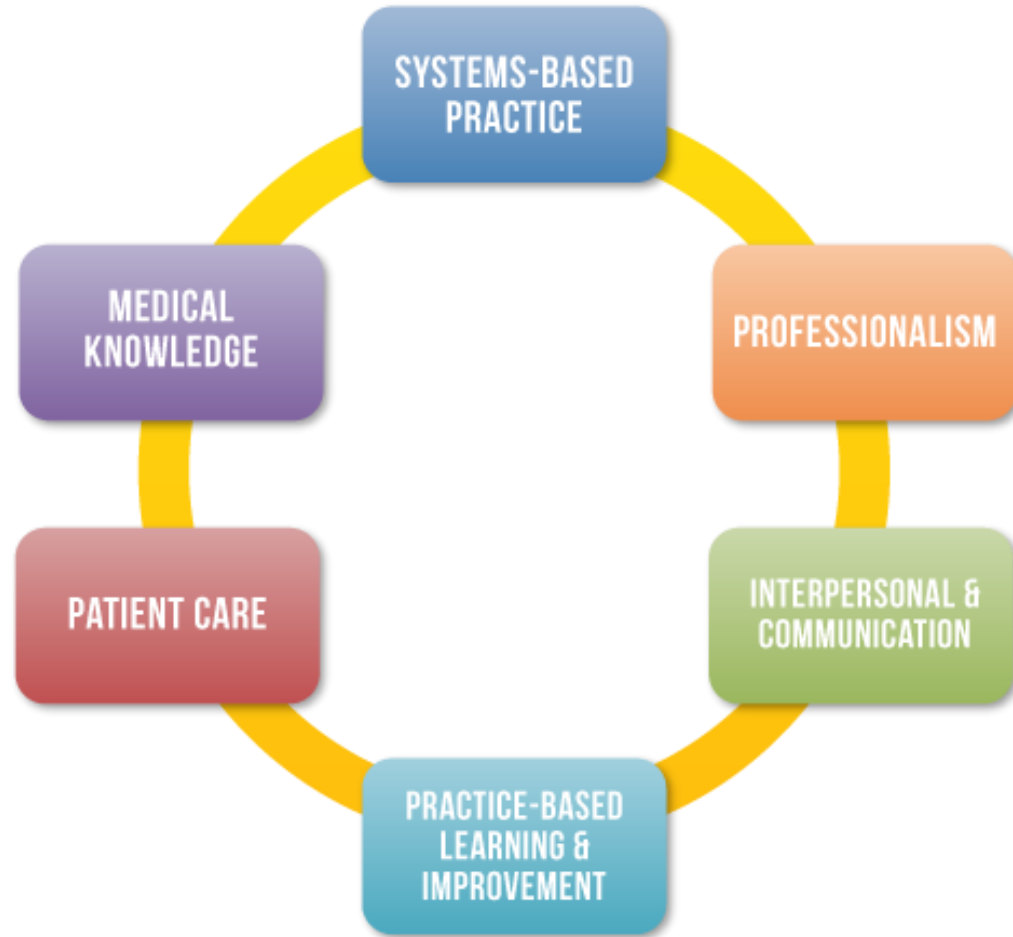 SYSTEMS-BASED
PRACTICE
MEDICAL
KNOWLEDGE
PROFESSIONALISM
PATIENT CARE
INTERPERSONAL &
COMMUNICATION
PRACTICE-BASED
LEARNING &
IMPROVEMENT